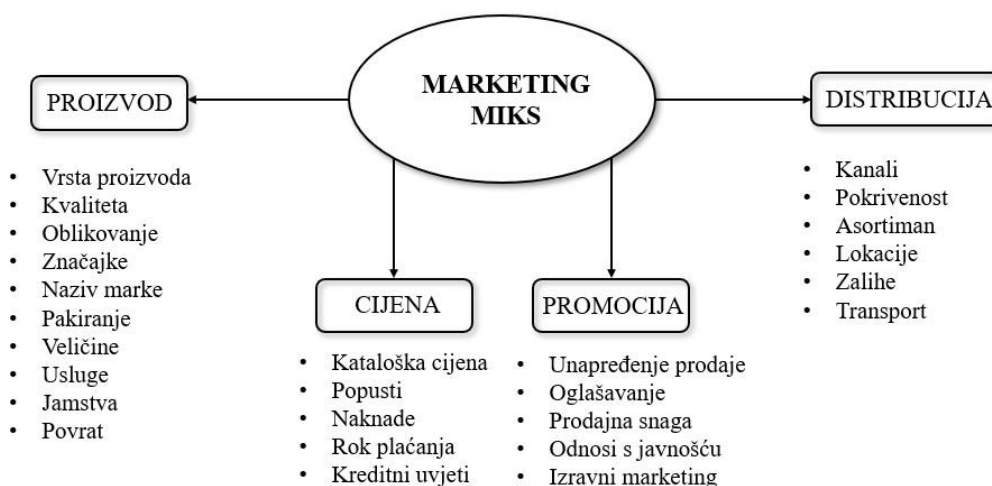 MARKETING
MIKS
PROIZVOD
• Vrsta proizvoda
• Kvaliteta
• Oblikovanje
• Značajke
• Naziv marke
• Pakiranje
• Veličine
• Usluge
• Jamstva
• Povrat
CIJENA
• Kataloška cijena
• Popusti
• Naknade
• Rok plaćanja
• Kreditni uvjeti
PROMOCIJA
• Unapređenje prodaje
• Oglašavanje
• Prodajna snaga
• Odnosi s javnošću
• Izravni marketing
DISTRIBUCIJA
• Kanali
• Pokrivenost
• Asortiman
• Lokacije
• Zalihe
• Transport